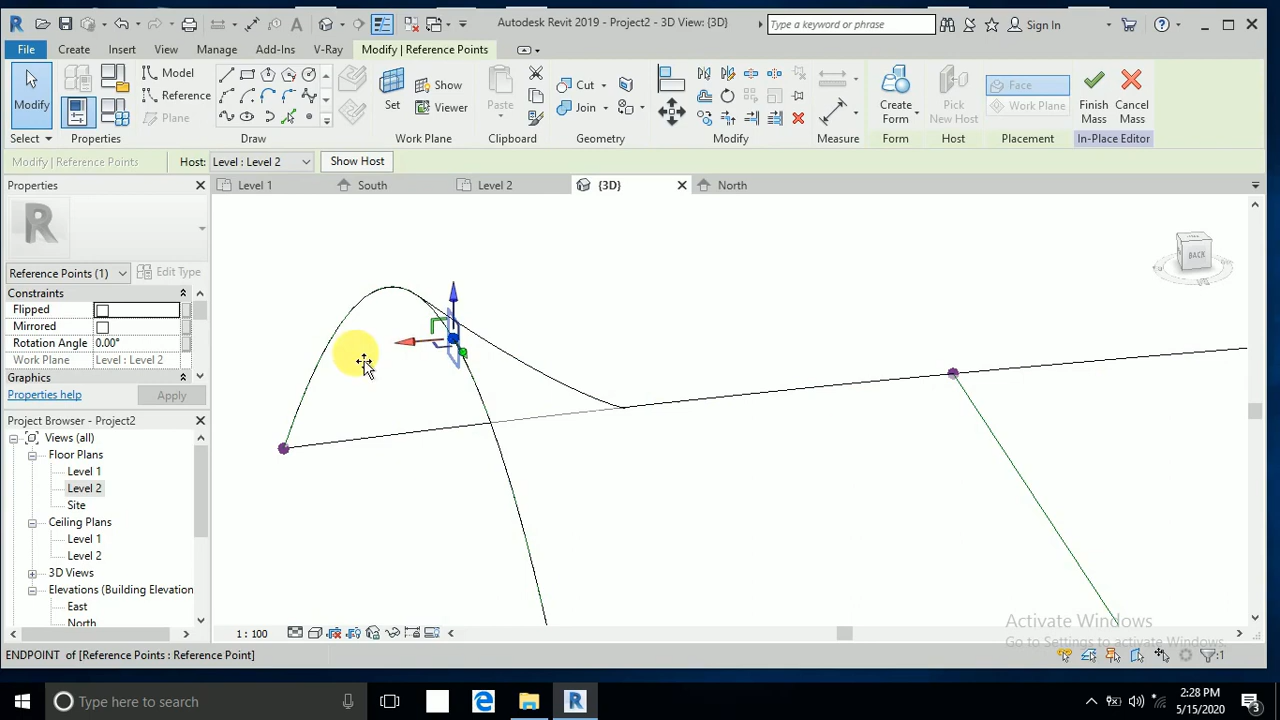 Autodesk Revit 2019 - Project2 - 3D View: {3D}
Type a keyword or phrase
Sign In
File
Create
Insert
View
Manage
Add-Ins
V-Ray
Modify | Reference Points
Modify
Model
Reference
Plane
Set
Show
Viewer
Paste
Cut
Join
Create Form
Pick New Host
Face
Work Plane
Finish Mass
Cancel Mass
Select
Properties
Draw
Work Plane
Clipboard
Geometry
Modify
Measure
Form
Host
Placement
In-Place Editor
Modify | Reference Points
Host:
Level : Level 2
Show Host
Properties
Level 1
South
Level 2
{3D}
North
R
BACK
Reference Points (1)
Edit Type
Constraints
Flipped
Mirrored
Rotation Angle 0.00°
Work Plane Level : Level 2
Graphics
Properties help
Apply
Project Browser - Project2
Views (all)
Floor Plans
Level 1
Level 2
Site
Ceiling Plans
Level 1
Level 2
3D Views
Elevations (Building Elevation
East
North
1 : 100
Activate Windows
Go to Settings to activate Windows.
ENDPOINT of [Reference Points : Reference Point]
:1
Type here to search
2:28 PM
5/15/2020
3